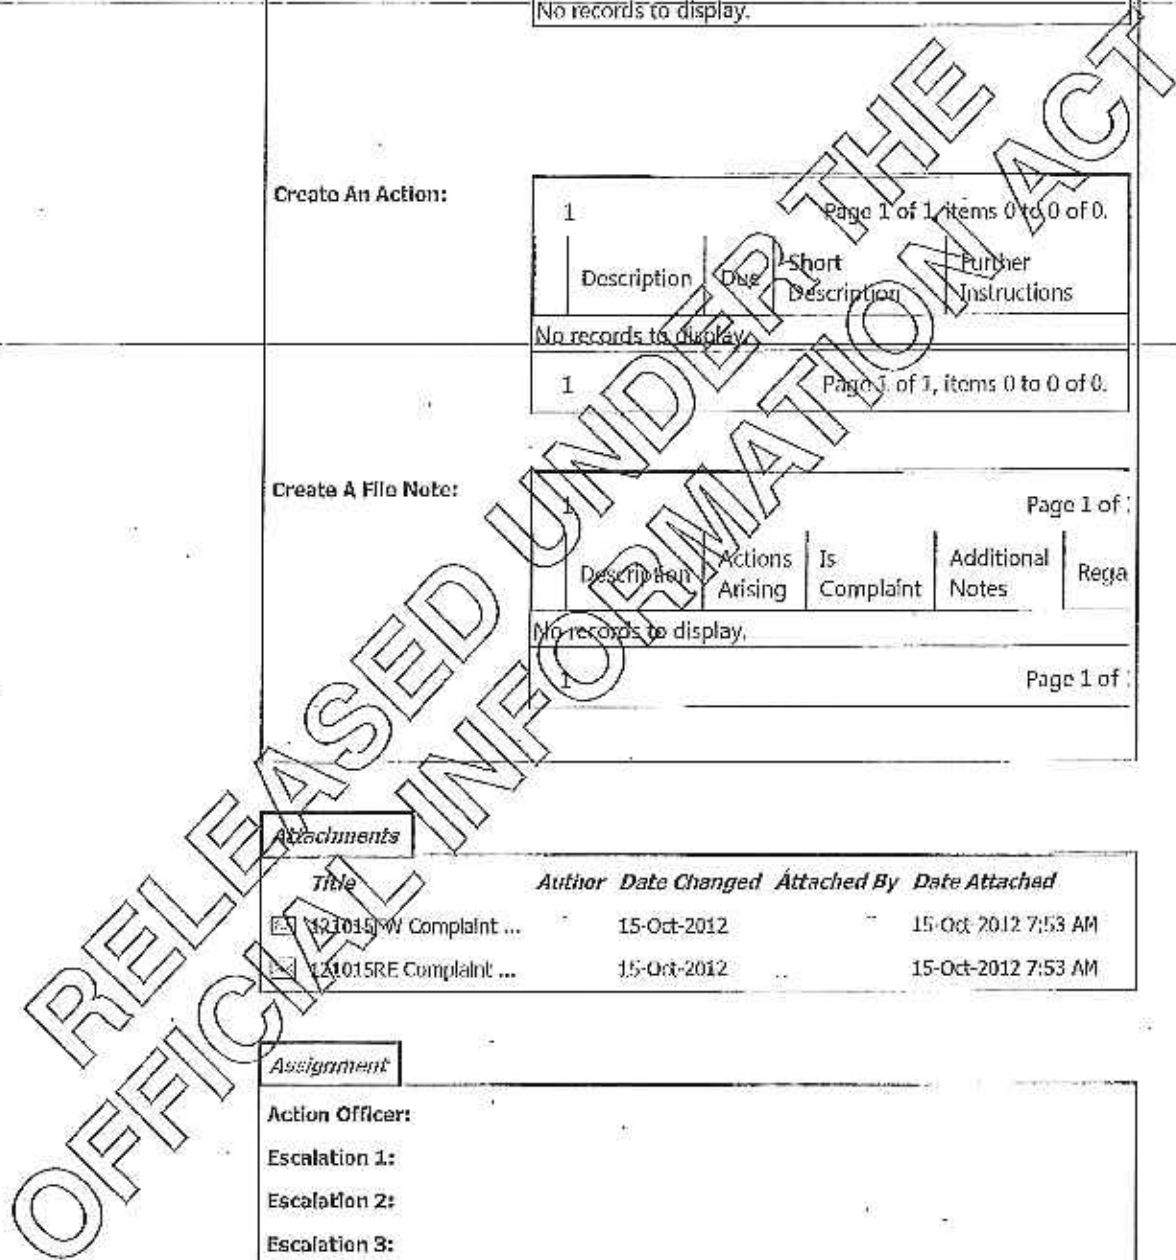 No records to display.
Create An Action:
1 Page 1 of 1, items 0 to 0 of 0.
Description Due Short Description Further Instructions
No records to display.
1 Page 1 of 1, items 0 to 0 of 0.
Create A File Note:
1 Page 1 of
Description Actions Arising Is Complaint Additional Notes Rega
No records to display.
1 Page 1 of
Attachments
Title Author Date Changed Attached By Date Attached
121015FW Complaint ... 15-Oct-2012 15-Oct-2012 7:53 AM
121015RE Complaint ... 15-Oct-2012 15-Oct-2012 7:53 AM
Assignment
Action Officer:
Escalation 1:
Escalation 2:
Escalation 3:
RELEASED UNDER THE
OFFICIAL INFORMATION ACT